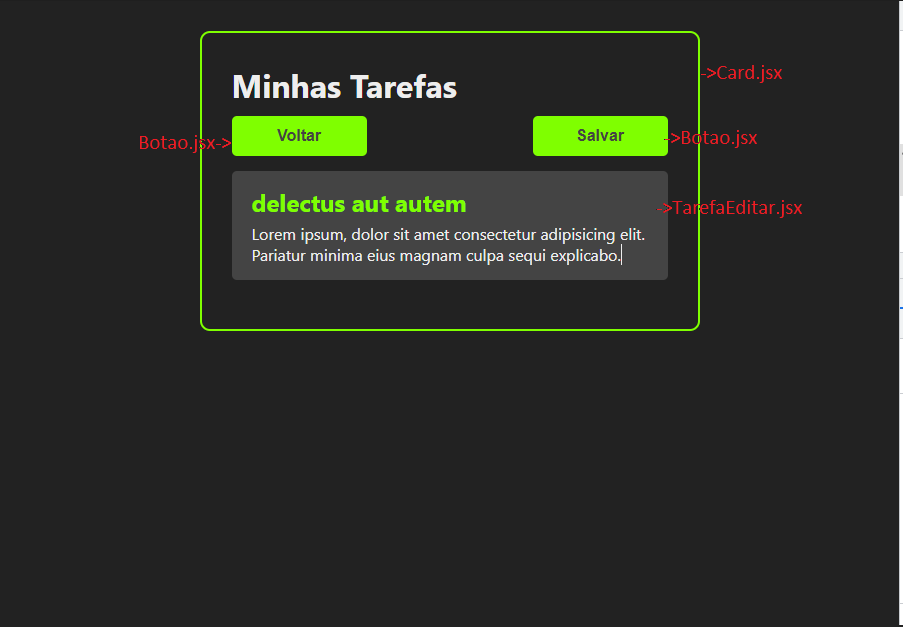 Minhas Tarefas
->Card.jsx
Botao.jsx->
Voltar
Salvar
->Botao.jsx
delectus aut autem
->TarefaEditar.jsx
Lorem ipsum, dolor sit amet consectetur adipisicing elit.
Pariatur minima eius magnam culpa sequi explicabo.